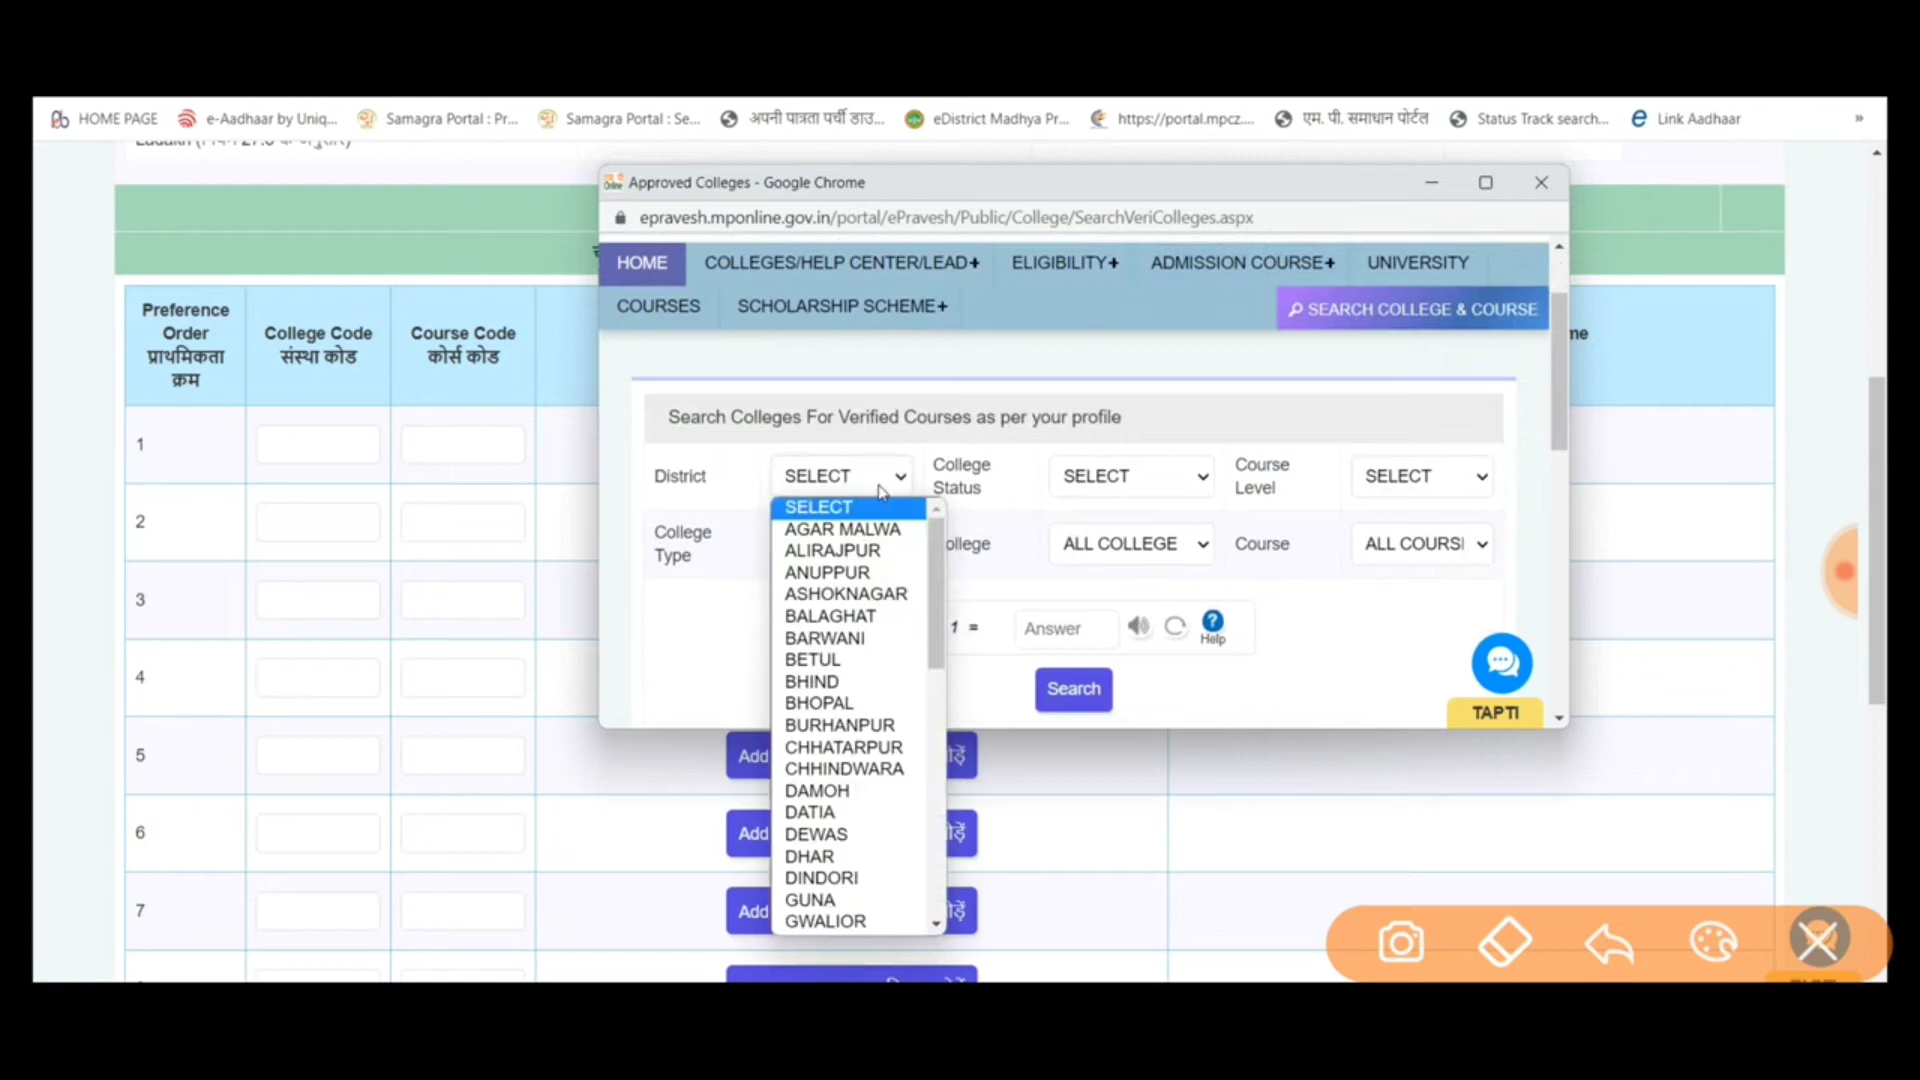 HOME PAGE e-Aadhaar by Uniq... Samagra Portal : Pr... Samagra Portal : Se... अपनी पात्रता पर्ची डाउ... eDistrict Madhya Pr... https://portal.mpcz.... एम. पी. समाधान पोर्टल Status Track search... Link Aadhaar »
Approved Colleges - Google Chrome
epravesh.mponline.gov.in/portal/ePravesh/Public/College/SearchVeriColleges.aspx
HOME COLLEGES/HELP CENTER/LEAD+ ELIGIBILITY+ ADMISSION COURSE+ UNIVERSITY
COURSES SCHOLARSHIP SCHEME+ SEARCH COLLEGE & COURSE
Search Colleges For Verified Courses as per your profile
District SELECT College Status SELECT Course Level SELECT
College Type ALL COLLEGE Course ALL COURS
1 = Answer Help
Search
TAPTI
SELECT
AGAR MALWA
ALIRAJPUR
ANUPPUR
ASHOKNAGAR
BALAGHAT
BARWANI
BETUL
BHIND
BHOPAL
BURHANPUR
CHHATARPUR
CHHINDWARA
DAMOH
DATIA
DEWAS
DHAR
DINDORI
GUNA
GWALIOR
Preference
Order
प्राथमिकता
क्रम
College Code
संस्था कोड
Course Code
कोर्स कोड
1
2
3
4
5 Add
6 Add
7 Add